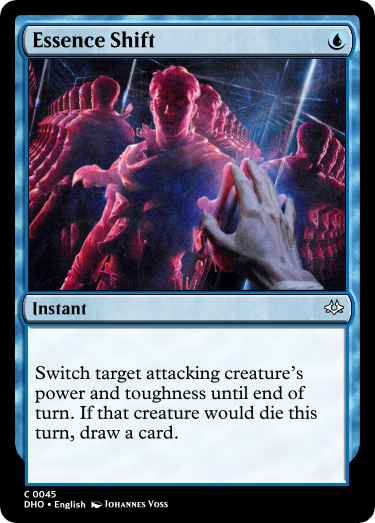 Essence Shift
Instant
Switch target attacking creature's
power and toughness until end of
turn. If that creature would die this
turn, draw a card.
C 0045
DHO • English Johannes Voss